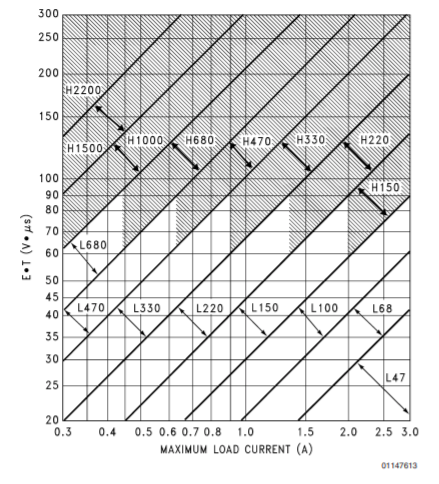 300
250
200
150
100
90
80
70
60
50
45
40
35
30
25
20
E•T (V•μs)
H2200
H1500
H1000
H680
H470
H330
H220
H150
L680
L470
L330
L220
L150
L100
L68
L47
0.3 0.4 0.5 0.6 0.7 0.8 1.0 1.5 2.0 2.5 3.0
MAXIMUM LOAD CURRENT (A)
01147613